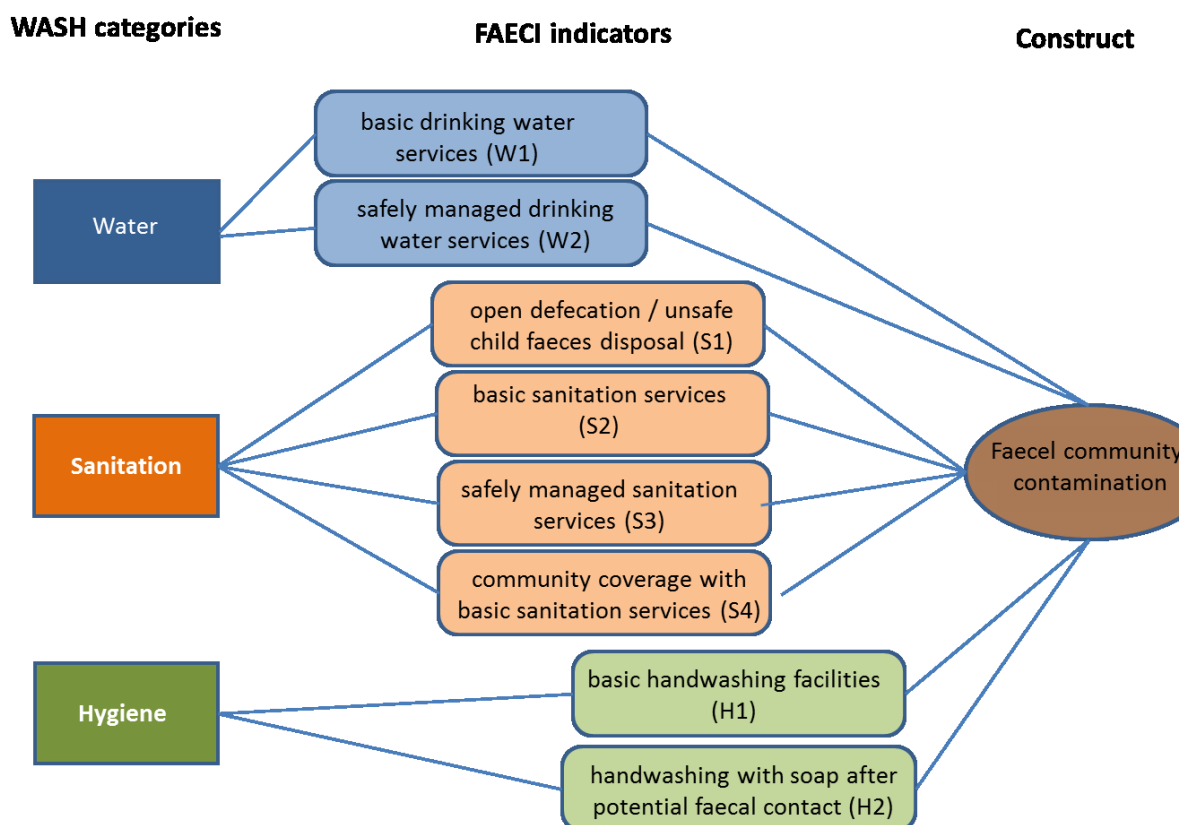 WASH categories
FAECI indicators
Construct
basic drinking water
services (W1)
Water
safely managed drinking
water services (W2)
open defecation / unsafe
child faeces disposal (S1)
basic sanitation services
(S2)
Sanitation
safely managed sanitation
services (S3)
community coverage with
basic sanitation services (S4)
Faecel community
contamination
Hygiene
basic handwashing facilities
(H1)
handwashing with soap after
potential faecal contact (H2)